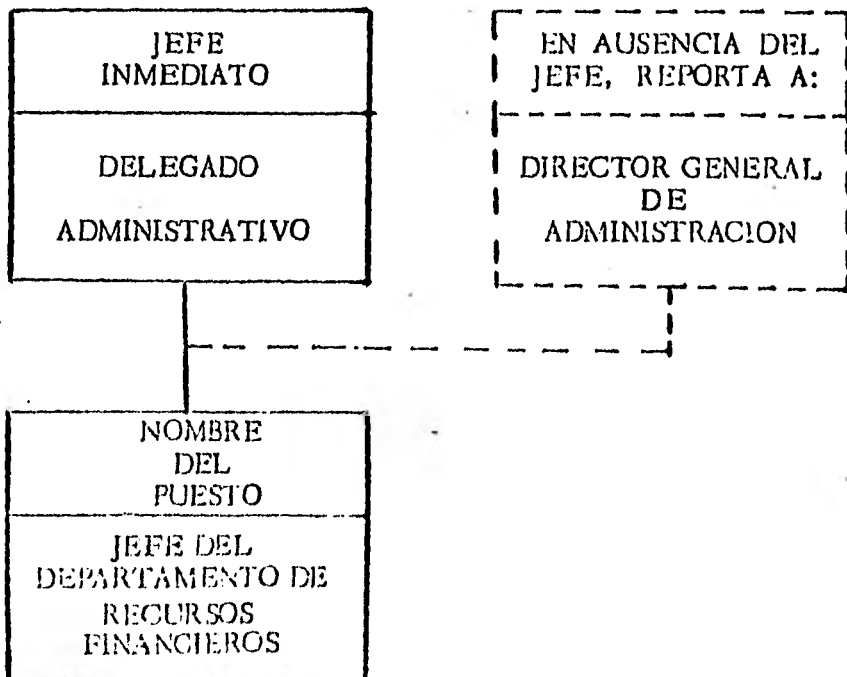 JEFE
INMEDIATO
DELEGADO
ADMINISTRATIVO
EN AUSENCIA DEL
JEFE, REPORTA A:
DIRECTOR GENERAL
DE
ADMINISTRACION
NOMBRE
DEL
PUESTO
JEFE DEL
DEPARTAMENTO DE
RECURSOS
FINANCIEROS